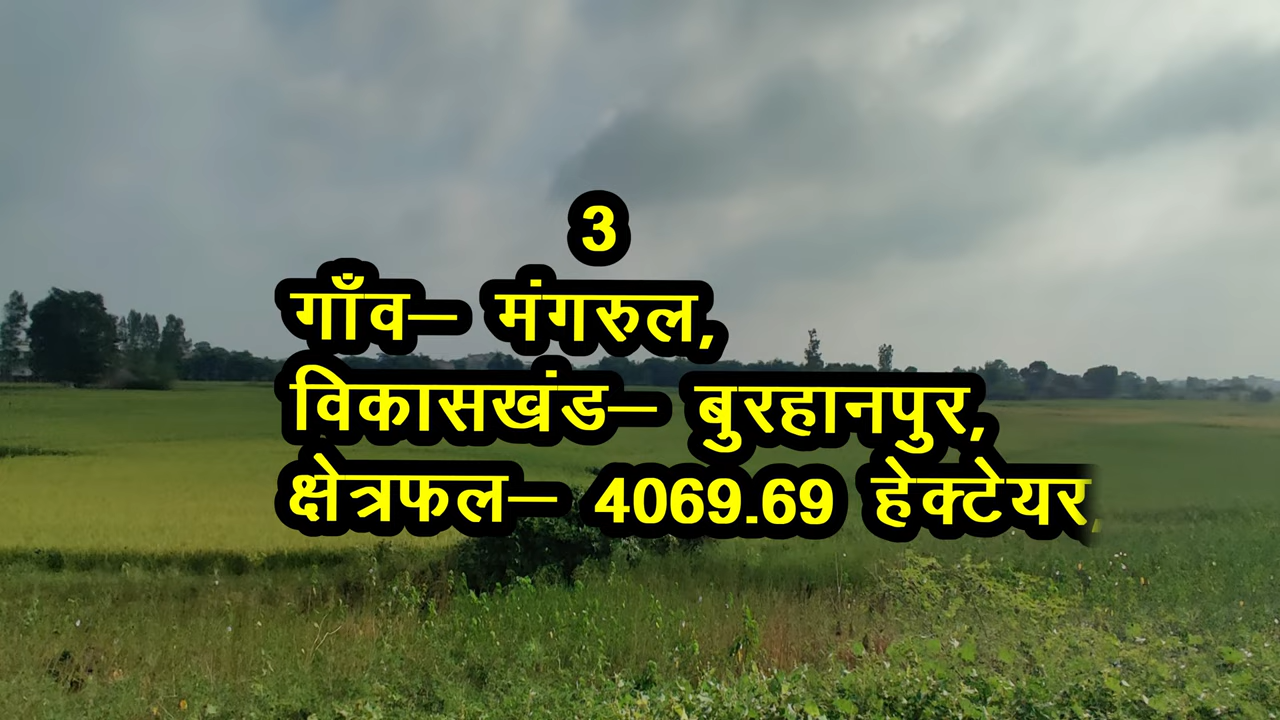 3
गाँव— मंगरुल,
विकासखंड— बुरहानपुर,
क्षेत्रफल— 4069.69 हेक्टेयर,